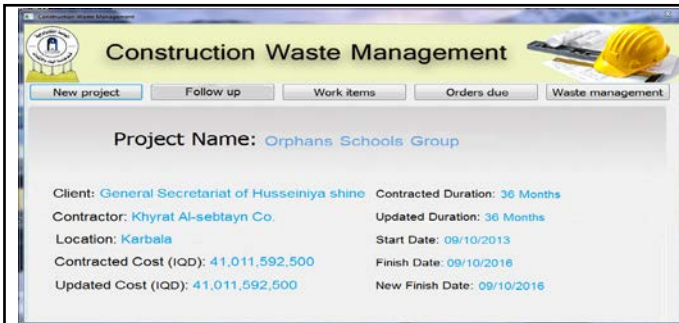 Construction Waste Management
Construction Waste Management
New project Follow up Work items Orders due Waste management
Project Name: Orphans Schools Group
Client: General Secretariat of Husseiniya shine Contracted Duration: 36 Months
Contractor: Khyrat Al-sebtayn Co. Updated Duration: 36 Months
Location: Karbala Start Date: 09/10/2013
Contracted Cost (IQD): 41,011,592,500 Finish Date: 09/10/2016
Updated Cost (IQD): 41,011,592,500 New Finish Date: 09/10/2016